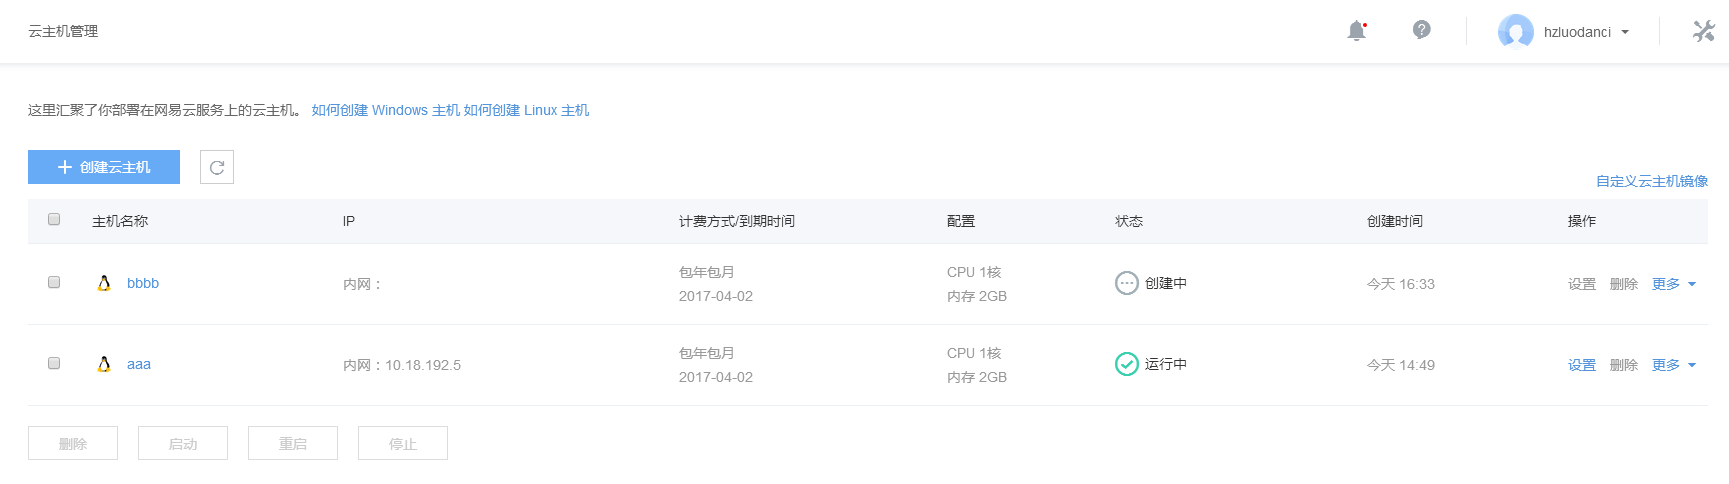 云主机管理
hzluodanci
这里汇聚了你部署在网易云服务上的云主机。 如何创建 Windows 主机 如何创建 Linux 主机
创建云主机
自定义云主机镜像
主机名称 IP 计费方式/到期时间 配置 状态 创建时间 操作
bbbb 内网： 包年包月 CPU 1核 创建中 今天 16:33 设置 删除 更多
2017-04-02 内存 2GB
aaa 内网：10.18.192.5 包年包月 CPU 1核 运行中 今天 14:49 设置 删除 更多
2017-04-02 内存 2GB
删除 启动 重启 停止